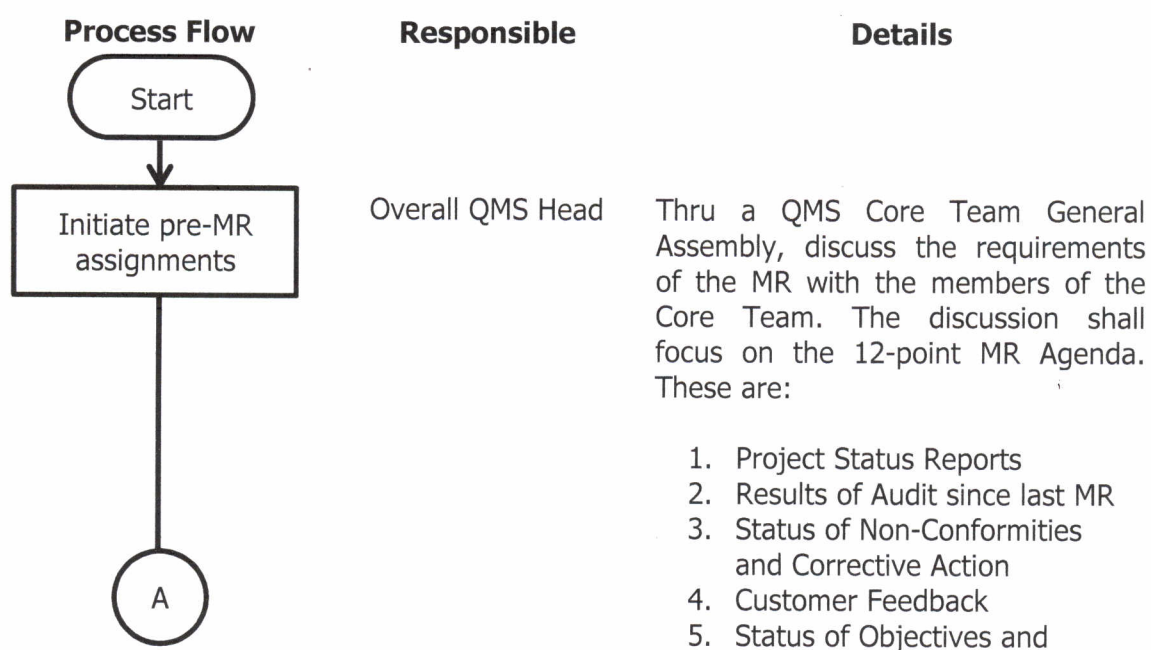 Process Flow
Responsible
Details
Start
Initiate pre-MR
assignments
Overall QMS Head
Thru a QMS Core Team General
Assembly, discuss the requirements
of the MR with the members of the
Core Team. The discussion shall
focus on the 12-point MR Agenda.
These are:
1. Project Status Reports
2. Results of Audit since last MR
3. Status of Non-Conformities
and Corrective Action
4. Customer Feedback
5. Status of Objectives and
A